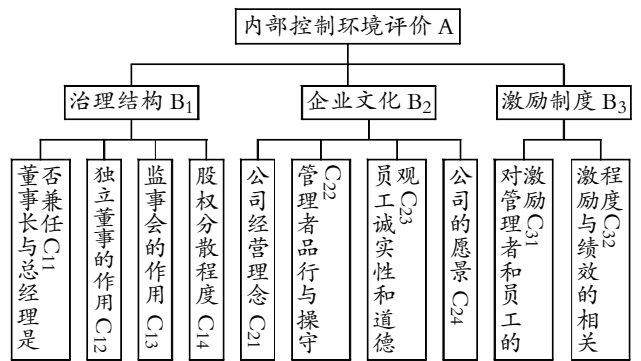 内部控制环境评价 A
治理结构 B₁
企业文化 B₂
激励制度 B₃
董事长与总经理是
否兼任 C₁₁
独立董事的作用 C₁₂
监事会的作用 C₁₃
股权分散程度 C₁₄
公司经营理念 C₂₁
管理者品行与操守
C₂₂
员工诚实性和道德
观 C₂₃
公司的愿景 C₂₄
对管理者和员工的
激励 C₃₁
激励与绩效的相关
程度 C₃₂